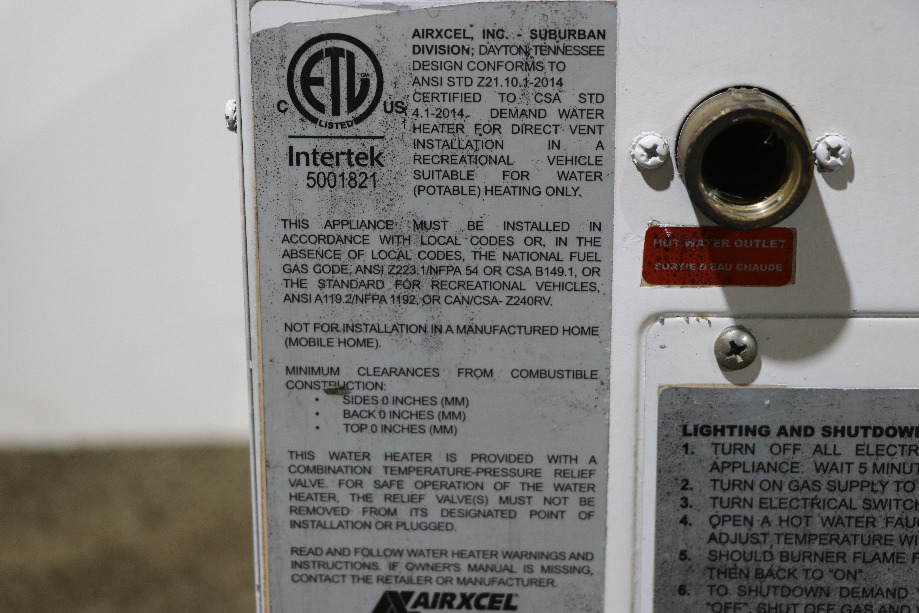 C
ETL
US
LISTED
Intertek
5001821
AIRXCEL, INC. - SUBURBAN
DIVISION; DAYTON, TENNESSEE
DESIGN CONFORMS TO
ANSI STD Z21.10.1-2014
CERTIFIED TO CSA STD
4.1-2014. DEMAND WATER
HEATER FOR DIRECT VENT
INSTALLATION IN A
RECREATIONAL VEHICLE
SUITABLE FOR WATER
(POTABLE) HEATING ONLY.
THIS APPLIANCE MUST BE INSTALLED IN
ACCORDANCE WITH LOCAL CODES OR, IN THE
ABSENCE OF LOCAL CODES, THE NATIONAL FUEL
GAS CODE, ANSI Z223.1/NFPA 54 OR CSA B149.1, OR
THE STANDARD FOR RECREATIONAL VEHICLES,
ANSI A119.2/NFPA 1192, OR CAN/CSA- Z240RV.
NOT FOR INSTALLATION IN A MANUFACTURED HOME
(MOBILE HOME).
MINIMUM CLEARANCES FROM COMBUSTIBLE
CONSTRUCTION:
• SIDES 0 INCHES (MM)
• BACK 0 INCHES (MM)
• TOP 0 INCHES (MM)
THIS WATER HEATER IS PROVIDED WITH A
COMBINATION TEMPERATURE-PRESSURE RELIEF
VALVE. FOR SAFE OPERATION OF THE WATER
HEATER, THE RELIEF VALVE(S) MUST NOT BE
REMOVED FROM ITS DESIGNATED POINT OF
INSTALLATION OR PLUGGED.
READ AND FOLLOW WATER HEATER WARNINGS AND
INSTRUCTIONS. IF OWNER'S MANUAL IS MISSING,
CONTACT THE RETAILER OR MANUFACTURER.
AIRXCEL
HOT WATER OUTLET
SORTIE D'EAU CHAUDE
LIGHTING AND SHUTDOW
1. TURN OFF ALL ELECTR
APPLIANCE. WAIT 5 MINUT
2. TURN ON GAS SUPPLY TO
3. TURN ELECTRICAL SWITCH
4. OPEN A HOT WATER FAU
ADJUST TEMPERATURE WI
5. SHOULD BURNER FLAME F
THEN BACK TO "ON".
6. TO SHUTDOWN DEMAND
"OFF", SHUT OFF GAS AND